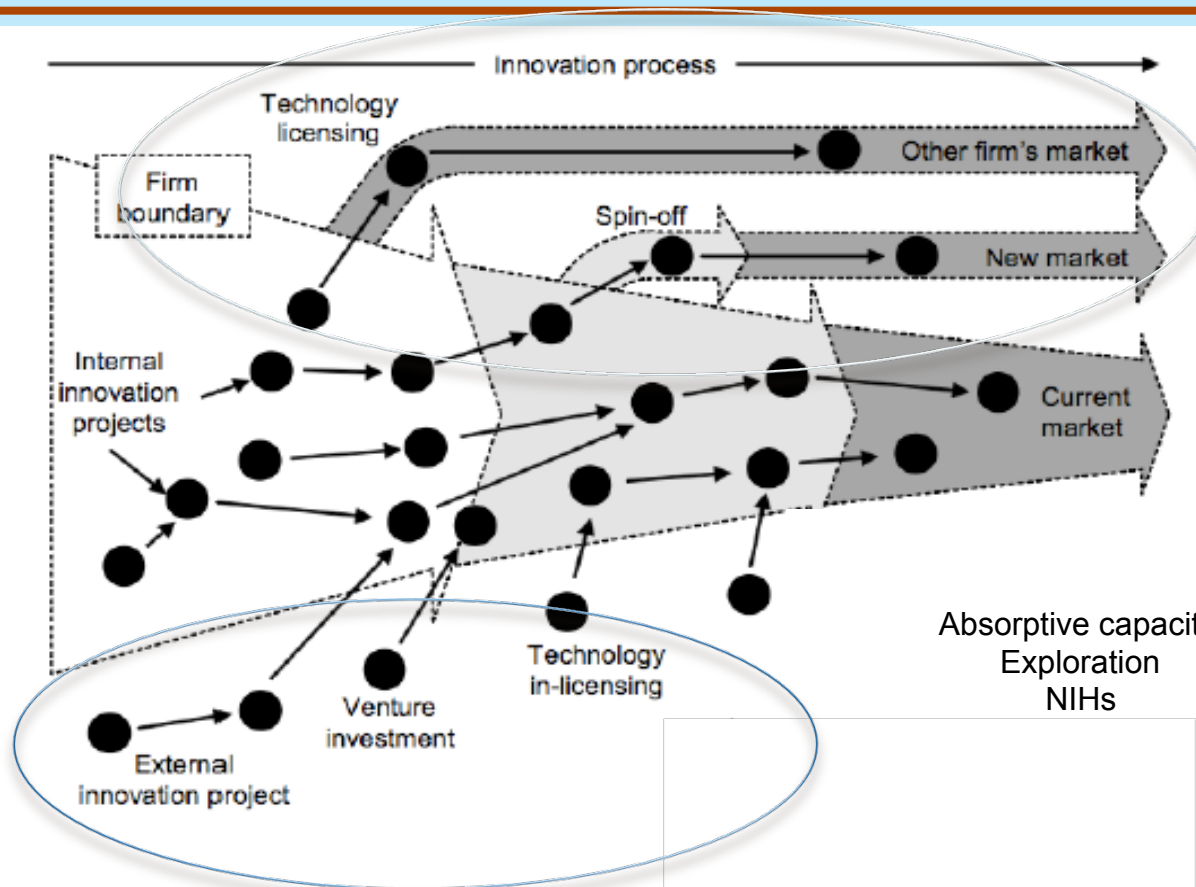 Innovation process
Technology
licensing
Other firm's market
Firm
boundary
Spin-off
New market
Internal
innovation
projects
Current
market
Absorptive capacit
Exploration
NIHs
Technology
in-licensing
Venture
investment
External
innovation project